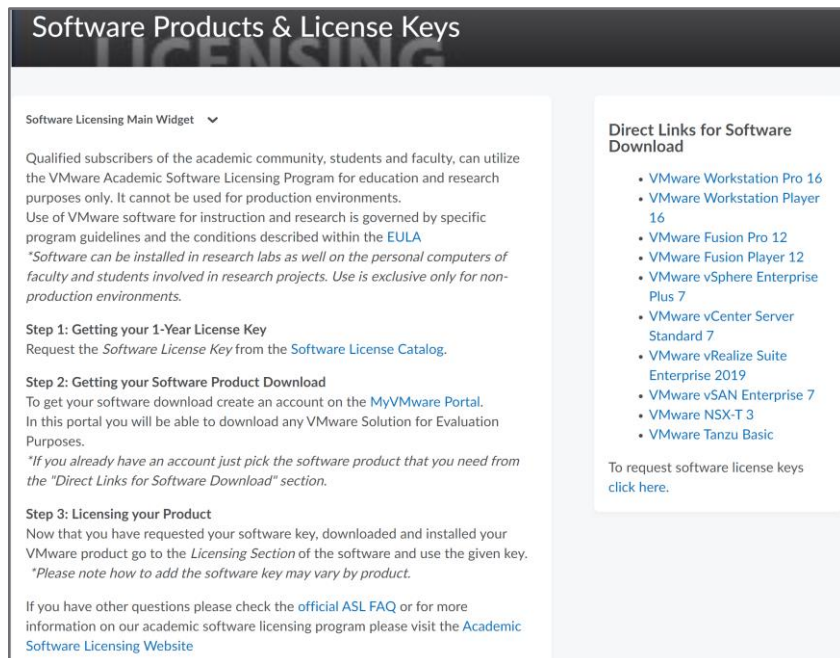 Software Products & License Keys
LICENSING
Software Licensing Main Widget
Qualified subscribers of the academic community, students and faculty, can utilize
the VMware Academic Software Licensing Program for education and research
purposes only. It cannot be used for production environments.
Use of VMware software for instruction and research is governed by specific
program guidelines and the conditions described within the EULA
*Software can be installed in research labs as well on the personal computers of
faculty and students involved in research projects. Use is exclusive only for non-
production environments.
Step 1: Getting your 1-Year License Key
Request the Software License Key from the Software License Catalog.
Step 2: Getting your Software Product Download
To get your software download create an account on the MyVMware Portal.
In this portal you will be able to download any VMware Solution for Evaluation
Purposes.
*If you already have an account just pick the software product that you need from
the "Direct Links for Software Download" section.
Step 3: Licensing your Product
Now that you have requested your software key, downloaded and installed your
VMware product go to the Licensing Section of the software and use the given key.
*Please note how to add the software key may vary by product.
If you have other questions please check the official ASL FAQ or for more
information on our academic software licensing program please visit the Academic
Software Licensing Website
Direct Links for Software
Download
• VMware Workstation Pro 16
• VMware Workstation Player
16
• VMware Fusion Pro 12
• VMware Fusion Player 12
• VMware vSphere Enterprise
Plus 7
• VMware vCenter Server
Standard 7
• VMware vRealize Suite
Enterprise 2019
• VMware vSAN Enterprise 7
• VMware NSX-T 3
• VMware Tanzu Basic
To request software license keys
click here.